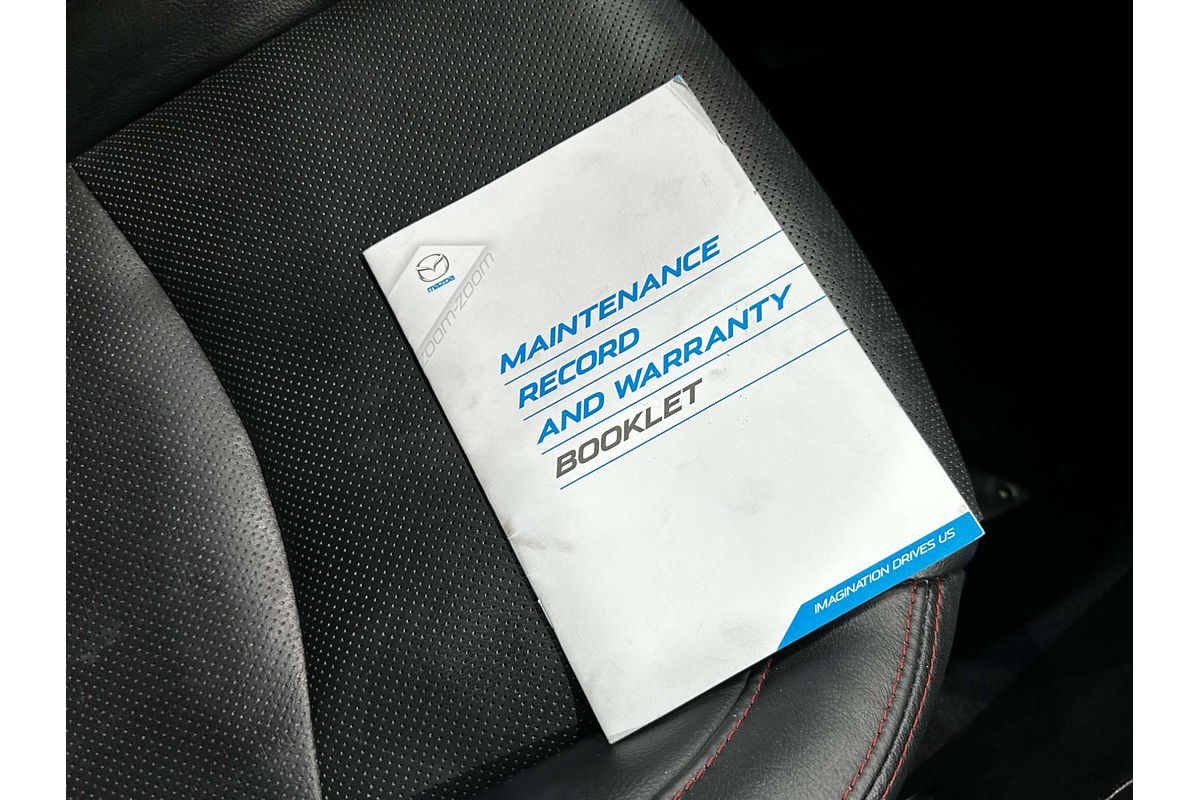 mazda
zoom-zoom
MAINTENANCE
RECORD
AND WARRANTY
BOOKLET
IMAGINATION DRIVES US